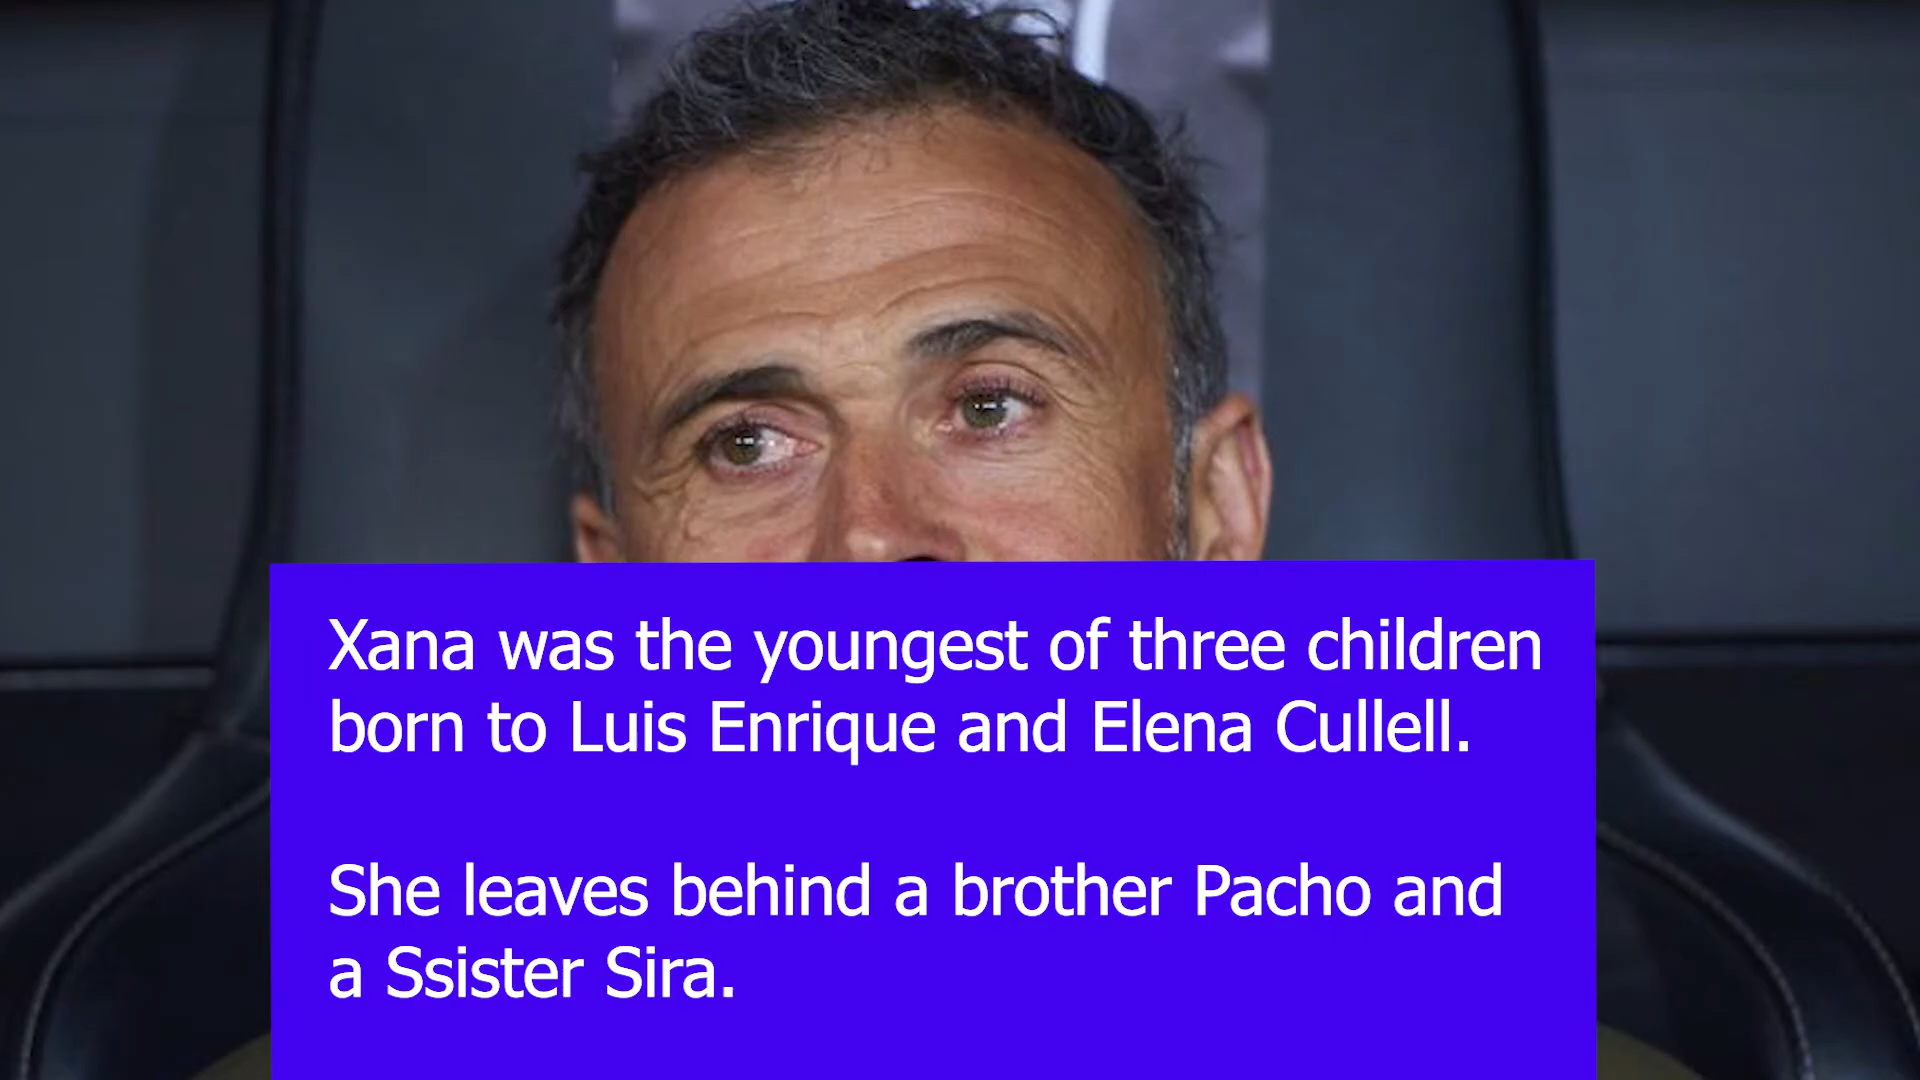 Xana was the youngest of three children
born to Luis Enrique and Elena Cullell.
She leaves behind a brother Pacho and
a Ssister Sira.